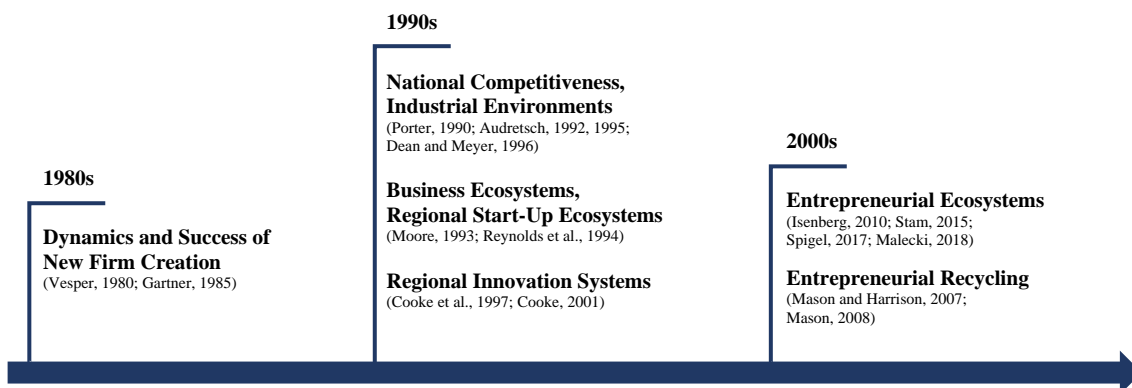 1980s
Dynamics and Success of
New Firm Creation
(Vesper, 1980; Gartner, 1985)
1990s
National Competitiveness,
Industrial Environments
(Porter, 1990; Audretsch, 1992, 1995;
Dean and Meyer, 1996)
Business Ecosystems,
Regional Start-Up Ecosystems
(Moore, 1993; Reynolds et al., 1994)
Regional Innovation Systems
(Cooke et al., 1997; Cooke, 2001)
2000s
Entrepreneurial Ecosystems
(Isenberg, 2010; Stam, 2015;
Spigel, 2017; Malecki, 2018)
Entrepreneurial Recycling
(Mason and Harrison, 2007;
Mason, 2008)